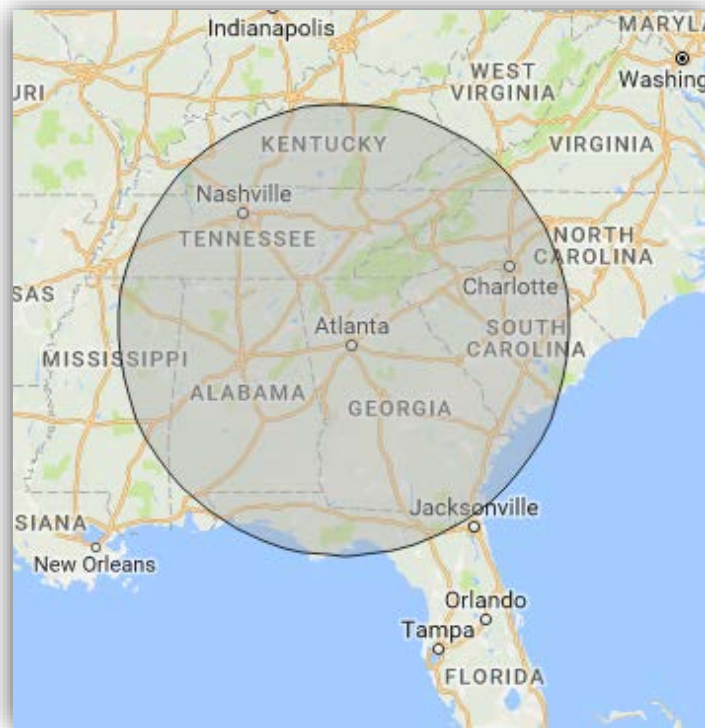 Indianapolis
MARYLA
Washing
WEST
VIRGINIA
URI
KENTUCKY
VIRGINIA
Nashville
TENNESSEE
NORTH
CAROLINA
Charlotte
SAS
Atlanta
SOUTH
CAROLINA
MISSISSIPPI
ALABAMA
GEORGIA
Jacksonville
SIANA
New Orleans
Orlando
Tampa
FLORIDA